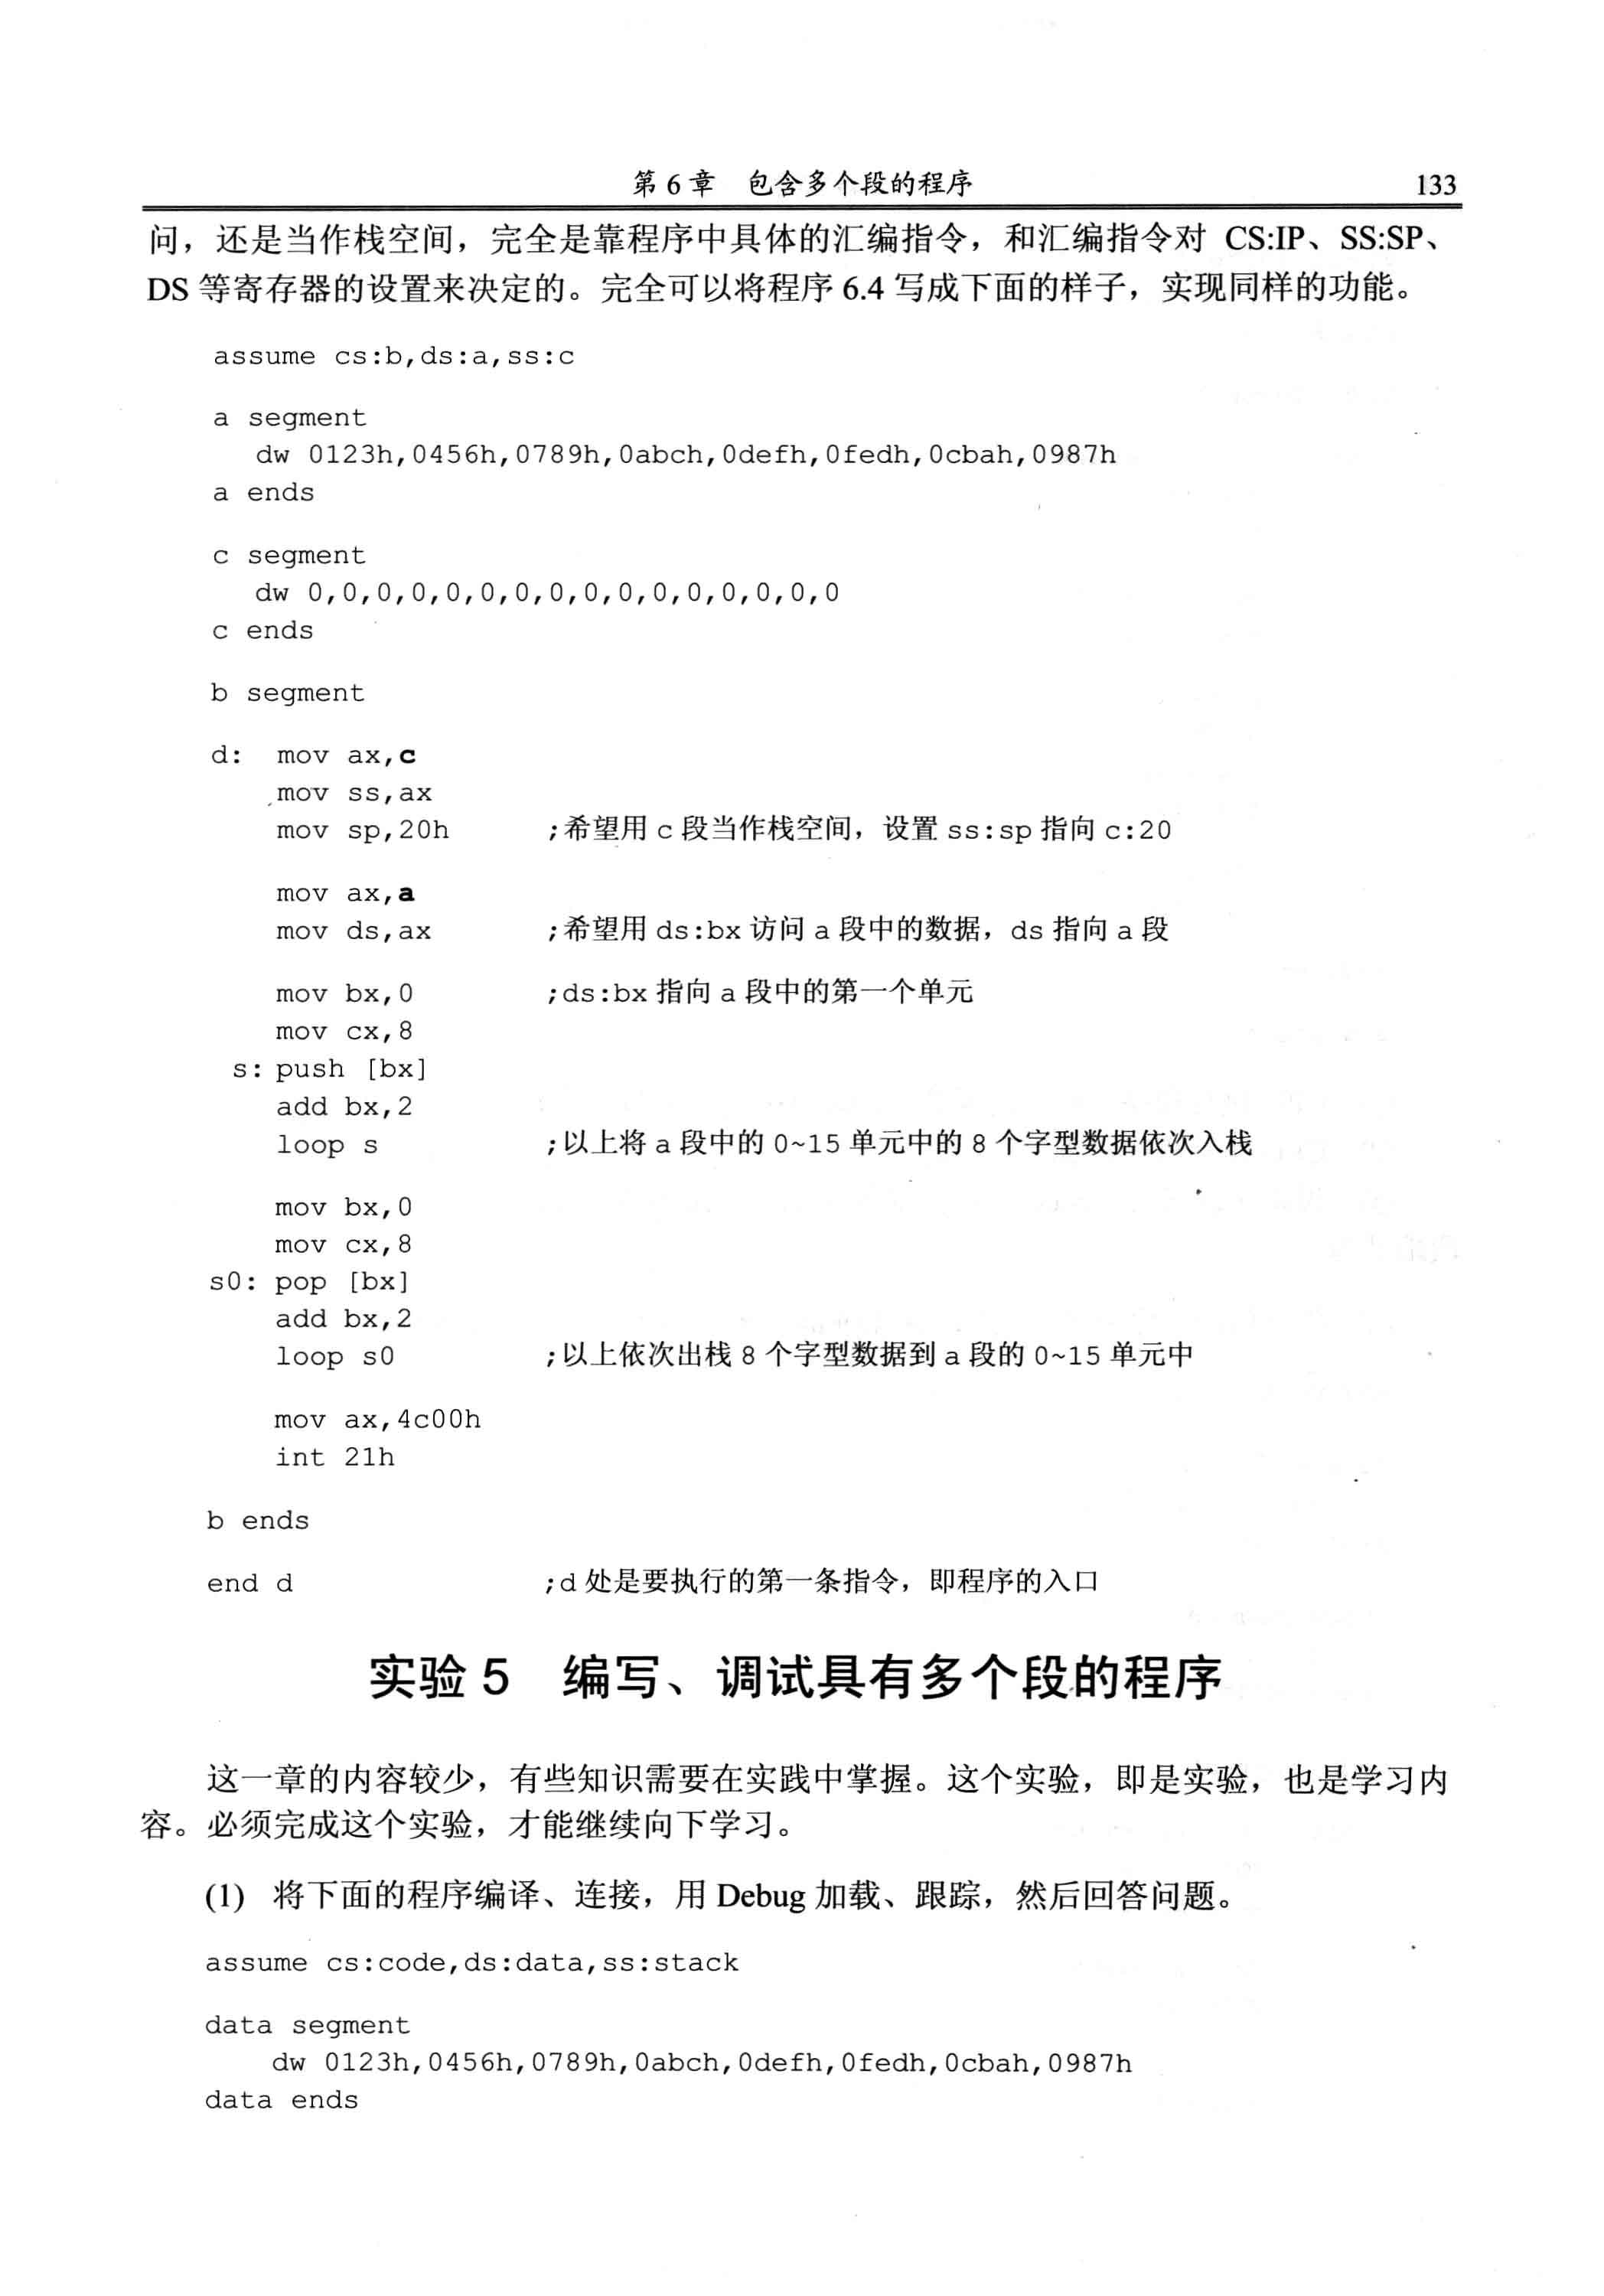 第 6 章 包含多个段的程序 133
问，还是当作栈空间，完全是靠程序中具体的汇编指令，和汇编指令对 CS:IP、SS:SP、
DS 等寄存器的设置来决定的。完全可以将程序 6.4 写成下面的样子，实现同样的功能。
assume cs:b,ds:a,ss:c
a segment
dw 0123h,0456h,0789h,0abch,0defh,0fedh,0cbah,0987h
a ends
c segment
dw 0,0,0,0,0,0,0,0,0,0,0,0,0,0,0,0
c ends
b segment
d: mov ax,c
mov ss,ax
mov sp,20h ;希望用 c 段当作栈空间，设置 ss:sp 指向 c:20
mov ax,a
mov ds,ax ;希望用 ds:bx 访问 a 段中的数据，ds 指向 a 段
mov bx,0 ;ds:bx 指向 a 段中的第一个单元
mov cx,8
s: push [bx]
add bx,2
loop s ;以上将 a 段中的 0~15 单元中的 8 个字型数据依次入栈
mov bx,0
mov cx,8
s0: pop [bx]
add bx,2
loop s0 ;以上依次出栈 8 个字型数据到 a 段的 0~15 单元中
mov ax,4c00h
int 21h
b ends
end d ;d 处是要执行的第一条指令，即程序的入口
实验 5 编写、调试具有多个段的程序
这一章的内容较少，有些知识需要在实践中掌握。这个实验，即是实验，也是学习内
容。必须完成这个实验，才能继续向下学习。
(1) 将下面的程序编译、连接，用 Debug 加载、跟踪，然后回答问题。
assume cs:code,ds:data,ss:stack
data segment
dw 0123h,0456h,0789h,0abch,0defh,0fedh,0cbah,0987h
data ends